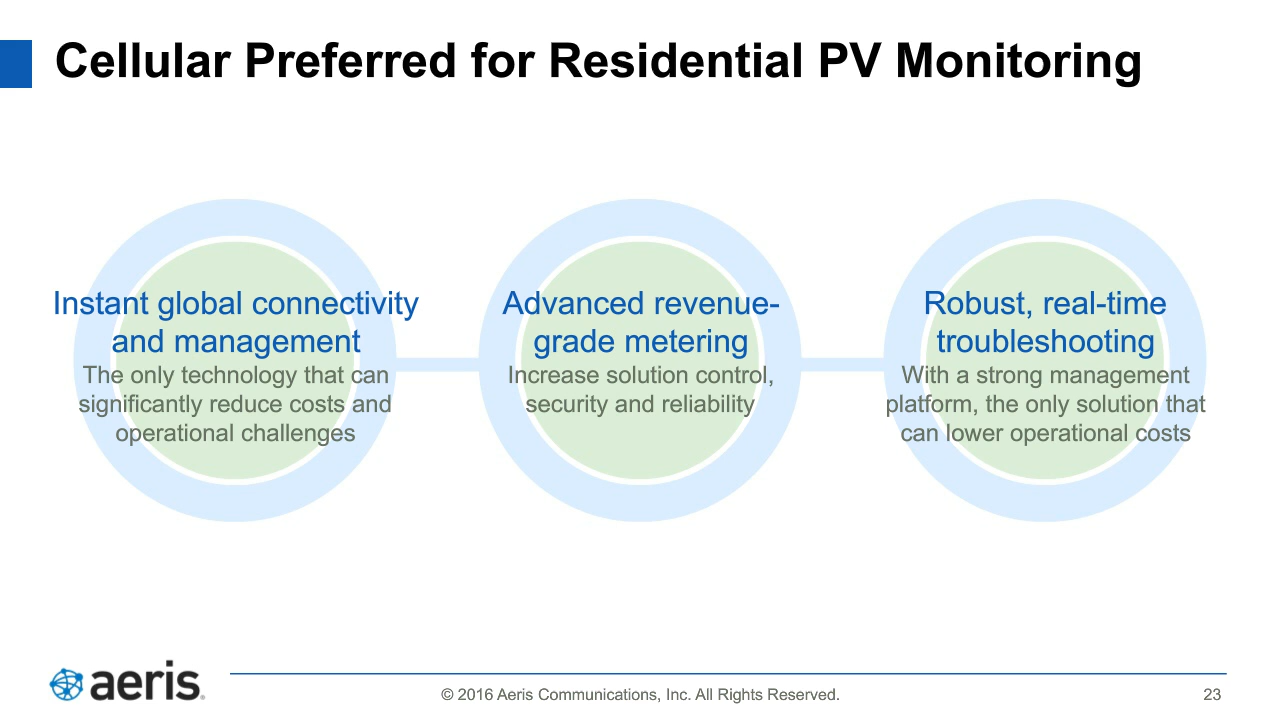 Cellular Preferred for Residential PV Monitoring
Instant global connectivity
and management
The only technology that can
significantly reduce costs and
operational challenges
Advanced revenue-
grade metering
Increase solution control,
security and reliability
Robust, real-time
troubleshooting
With a strong management
platform, the only solution that
can lower operational costs
aeris.
© 2016 Aeris Communications, Inc. All Rights Reserved.
23